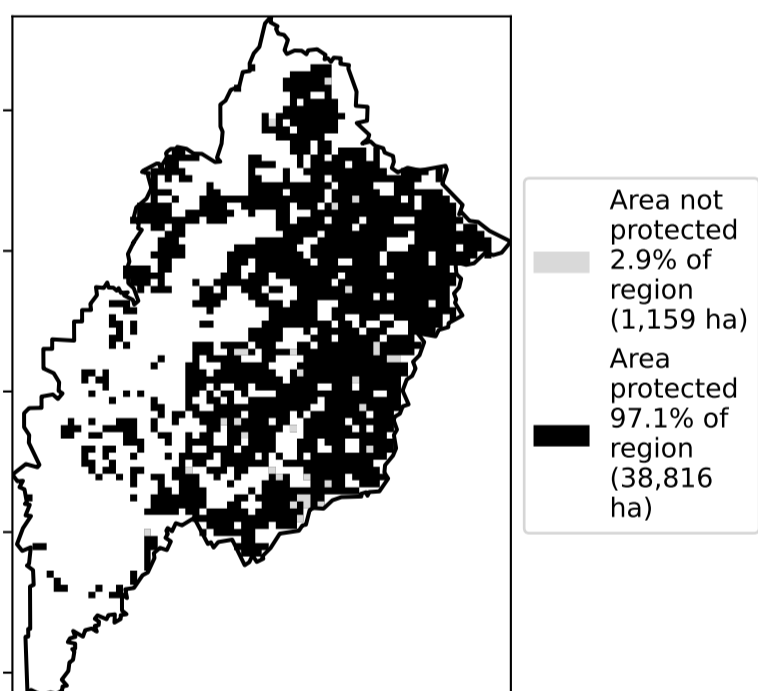 Area not
protected
2.9% of
region
(1,159 ha)
Area
protected
97.1% of
region
(38,816
ha)